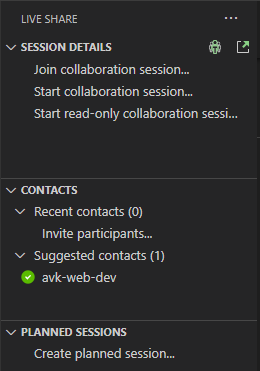 LIVE SHARE
SESSION DETAILS
Join collaboration session...
Start collaboration session...
Start read-only collaboration sessi...
CONTACTS
Recent contacts (0)
Invite participants...
Suggested contacts (1)
avk-web-dev
PLANNED SESSIONS
Create planned session...